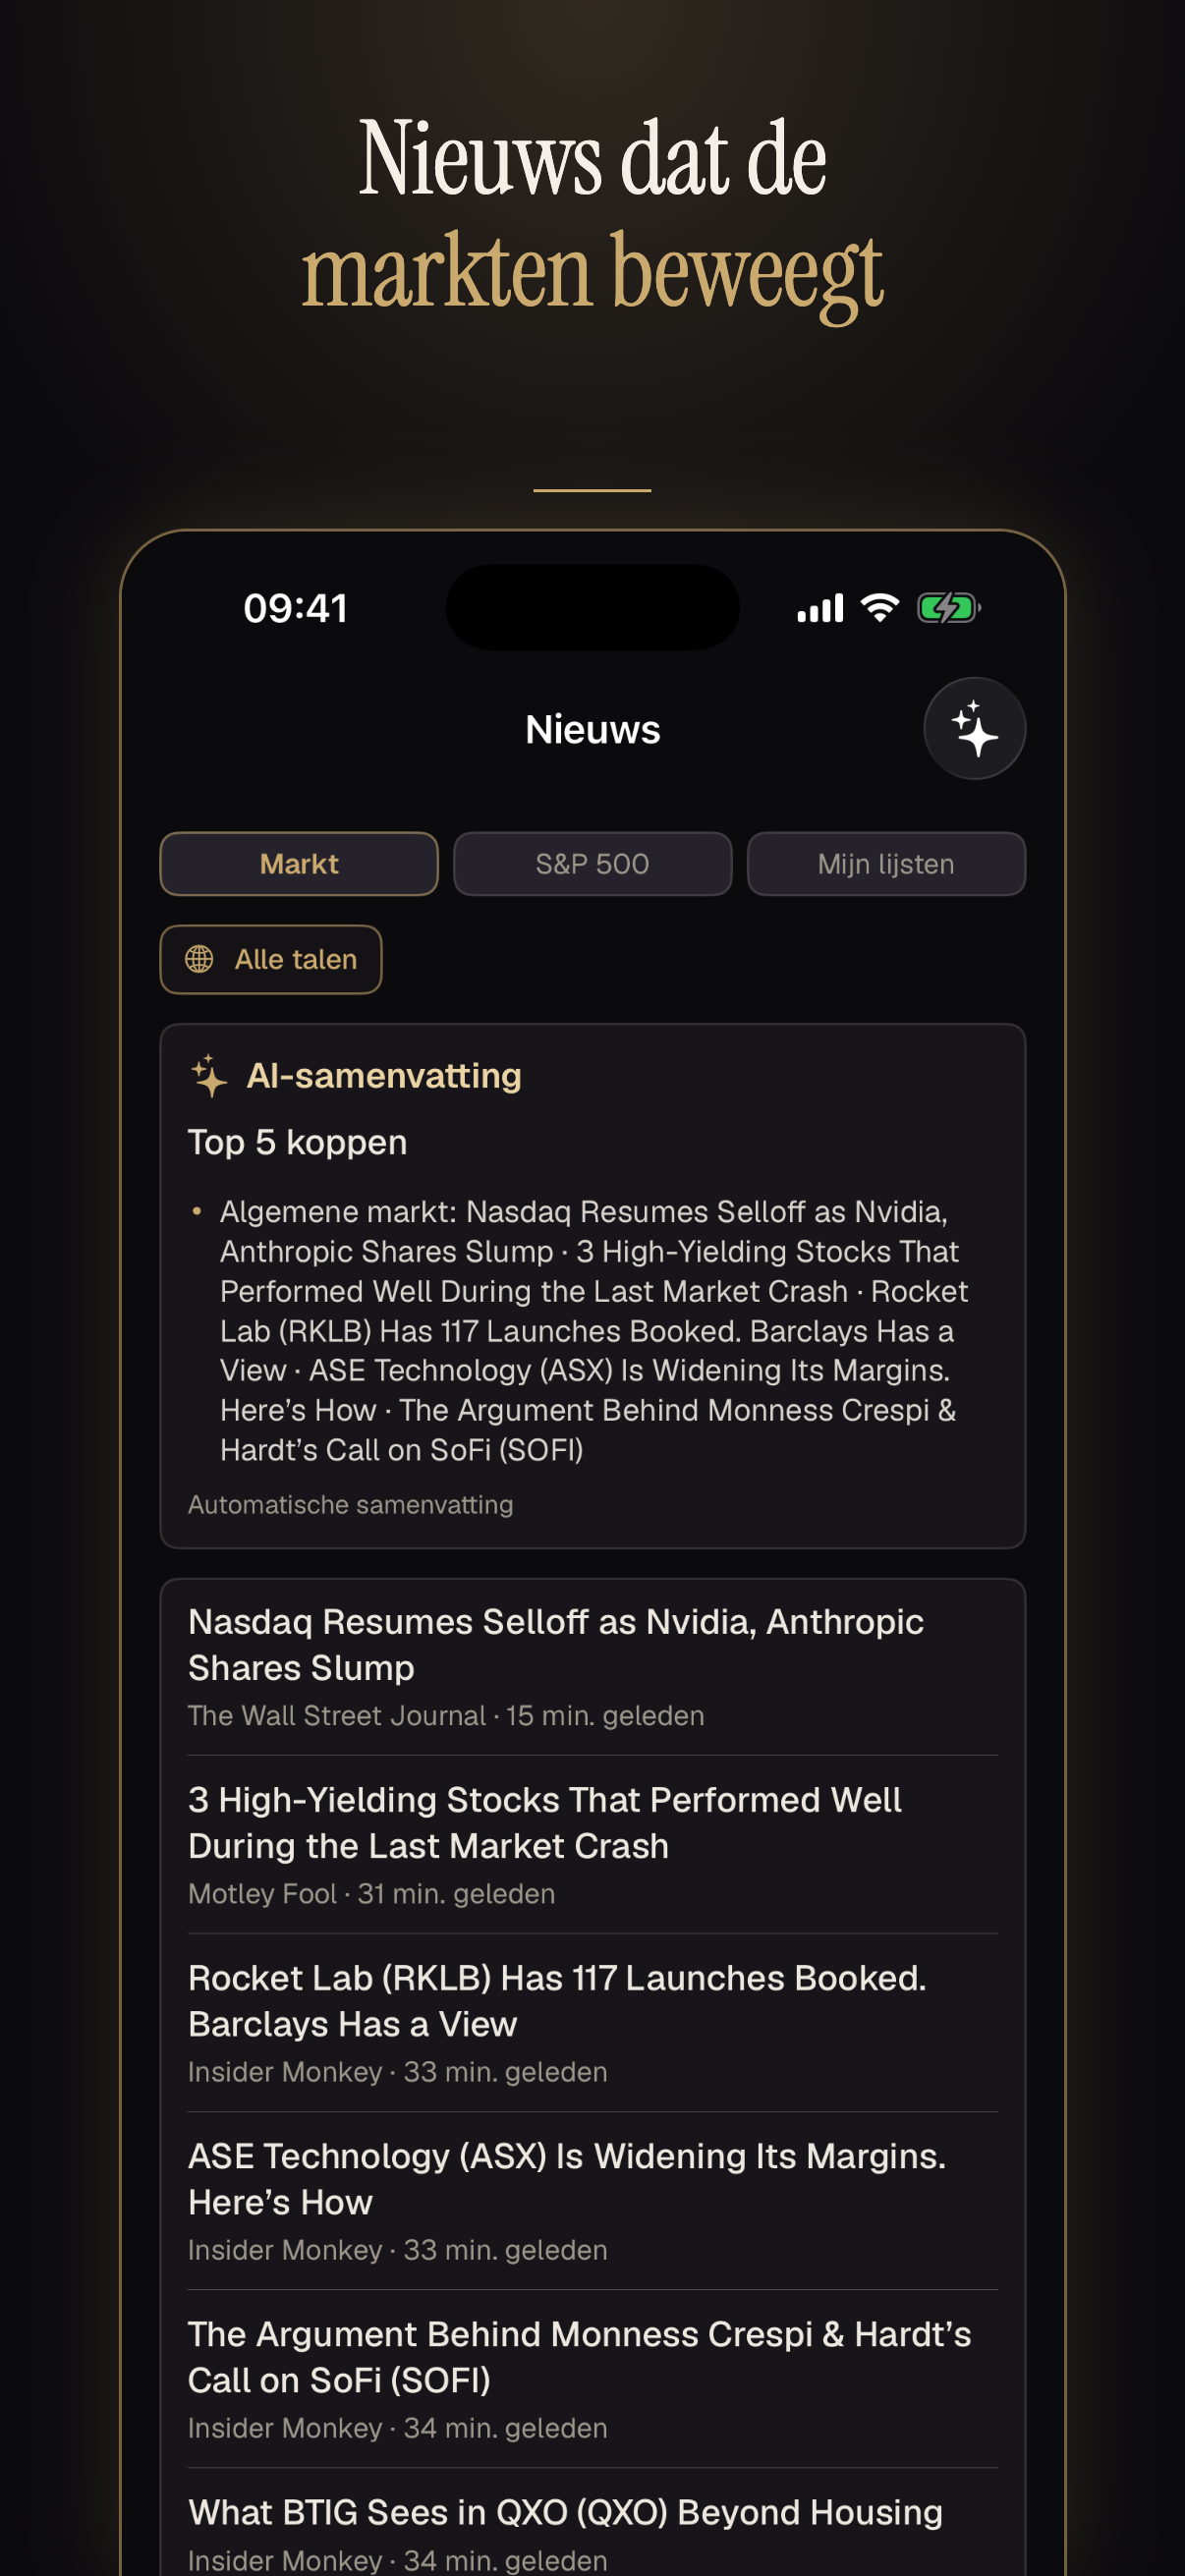 Nieuws dat de
markten beweegt
09:41
Nieuws
Markt
S&P 500
Mijn lijsten
Alle talen
AI-samenvatting
Top 5 koppen
• Algemene markt: Nasdaq Resumes Selloff as Nvidia,
Anthropic Shares Slump · 3 High-Yielding Stocks That
Performed Well During the Last Market Crash · Rocket
Lab (RKLB) Has 117 Launches Booked. Barclays Has a
View · ASE Technology (ASX) Is Widening Its Margins.
Here’s How · The Argument Behind Monness Crespi &
Hardt’s Call on SoFi (SOFI)
Automatische samenvatting
Nasdaq Resumes Selloff as Nvidia, Anthropic
Shares Slump
The Wall Street Journal · 15 min. geleden
3 High-Yielding Stocks That Performed Well
During the Last Market Crash
Motley Fool · 31 min. geleden
Rocket Lab (RKLB) Has 117 Launches Booked.
Barclays Has a View
Insider Monkey · 33 min. geleden
ASE Technology (ASX) Is Widening Its Margins.
Here’s How
Insider Monkey · 33 min. geleden
The Argument Behind Monness Crespi & Hardt’s
Call on SoFi (SOFI)
Insider Monkey · 34 min. geleden
What BTIG Sees in QXO (QXO) Beyond Housing
Insider Monkey · 34 min. geleden